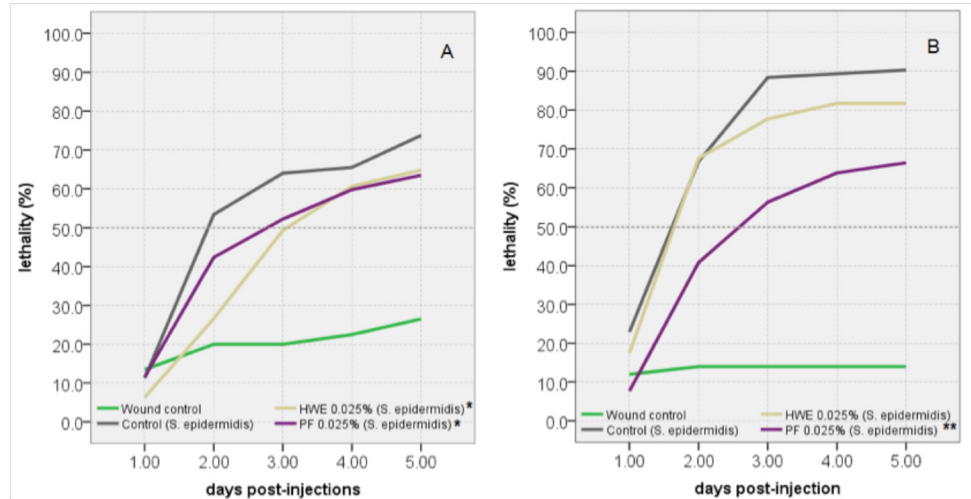 A
100.0
90.0
80.0
70.0
60.0
50.0
40.0
30.0
20.0
10.0
0.0
lethality (%)
Wound control
HWE 0.025% (S. epidermidis) *
Control (S. epidermidis)
PF 0.025% (S. epidermidis) *
1.00 2.00 3.00 4.00 5.00
days post-injections
B
100.0
90.0
80.0
70.0
60.0
50.0
40.0
30.0
20.0
10.0
0.0
lethality (%)
Wound control
HWE 0.025% (S. epidermidis)
Control (S. epidermidis)
PF 0.025% (S. epidermidis) **
1.00 2.00 3.00 4.00 5.00
days post-injection